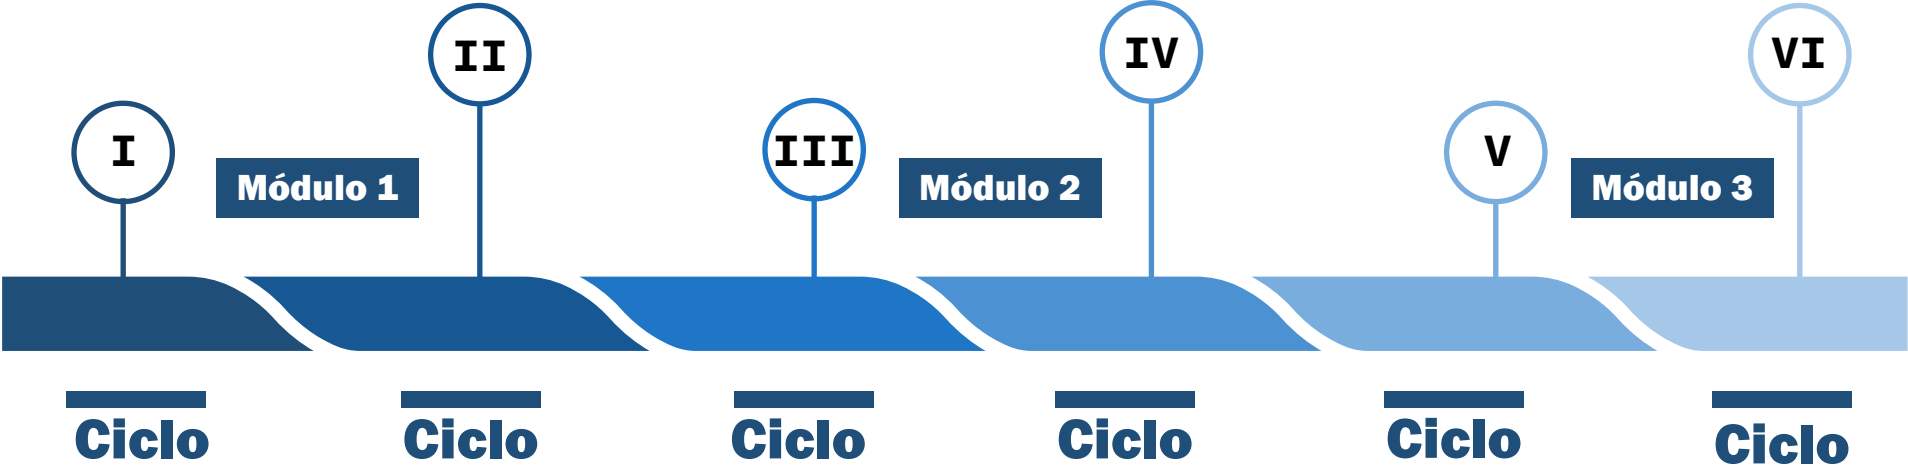 I
II
III
IV
V
VI
Módulo 1
Módulo 2
Módulo 3
Ciclo
Ciclo
Ciclo
Ciclo
Ciclo
Ciclo